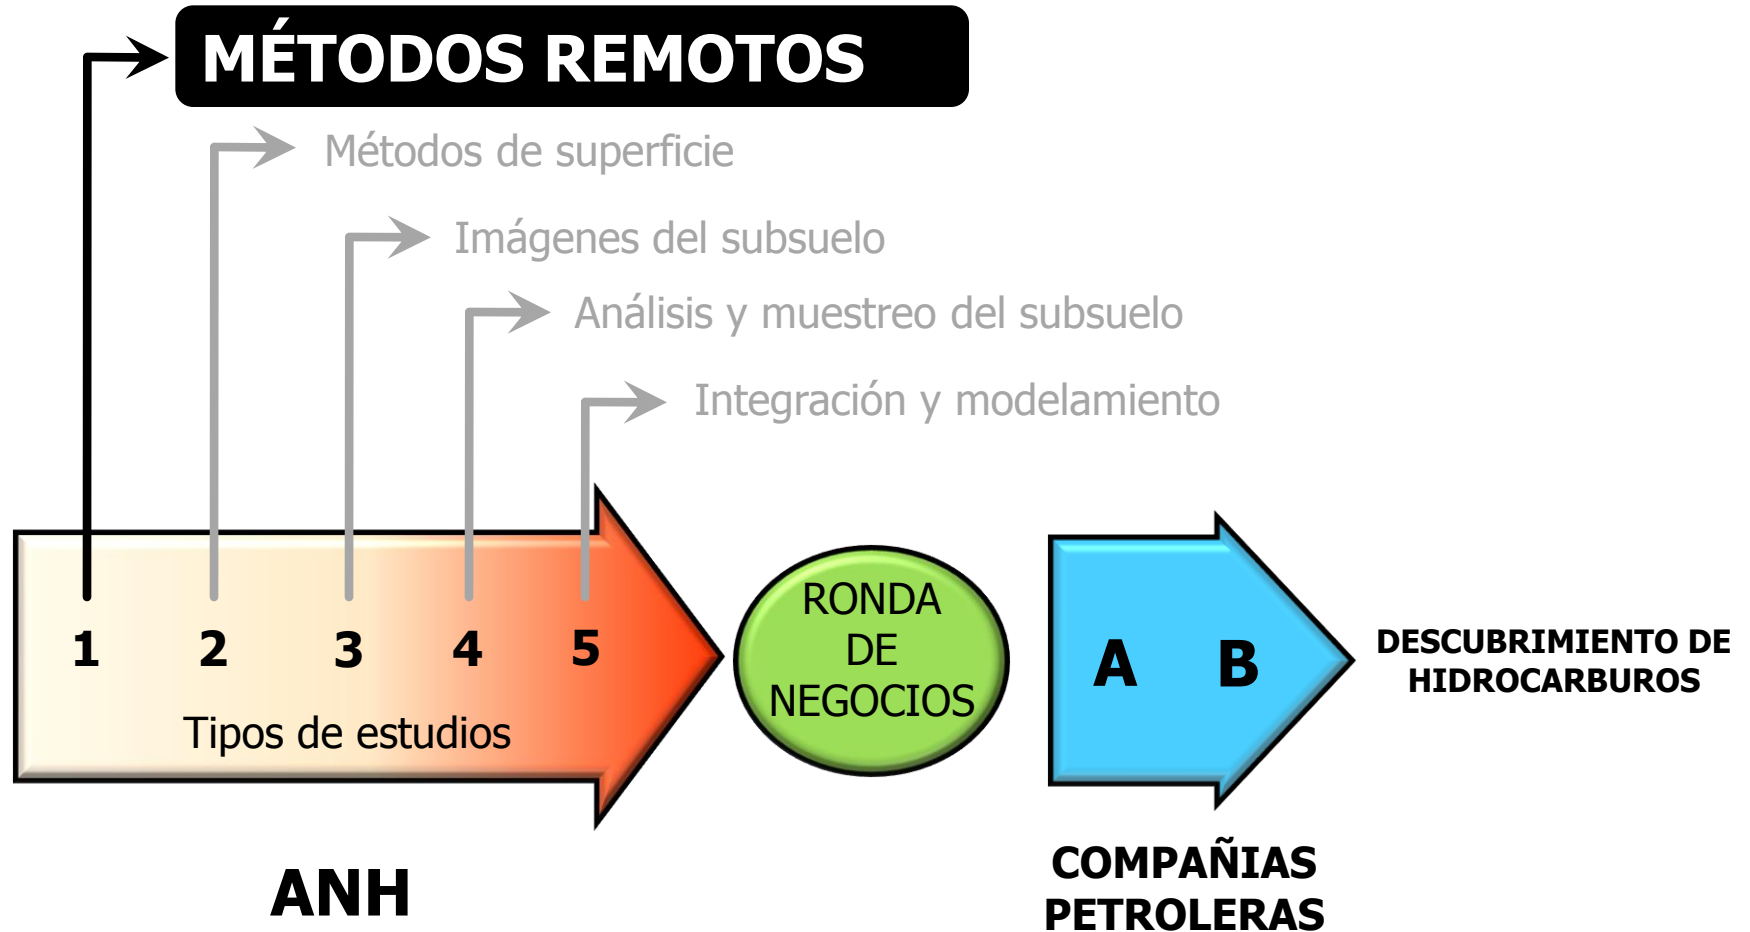 MÉTODOS REMOTOS
Métodos de superficie
Imágenes del subsuelo
Análisis y muestreo del subsuelo
Integración y modelamiento
1 2 3 4 5
Tipos de estudios
ANH
RONDA
DE
NEGOCIOS
A B
COMPAÑIAS
PETROLERAS
DESCUBRIMIENTO DE
HIDROCARBUROS